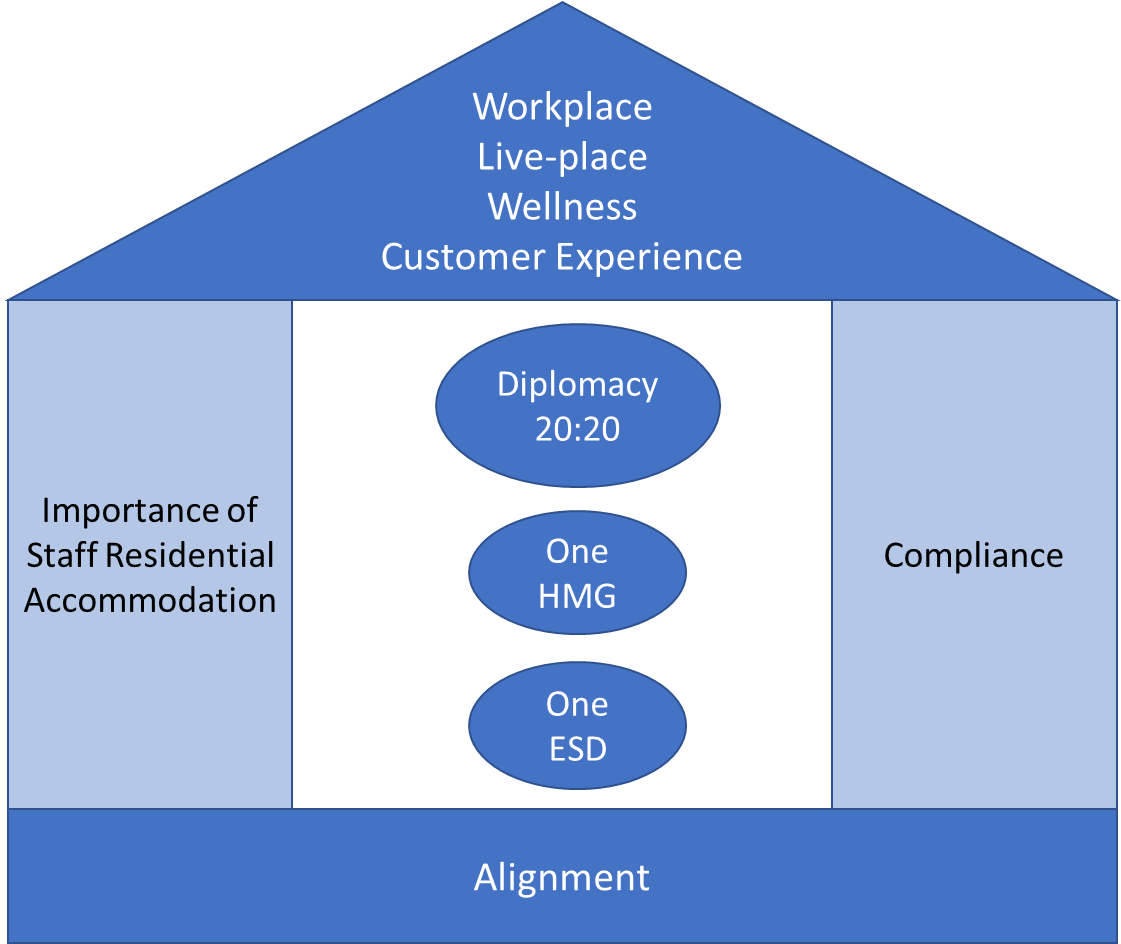 Workplace
Live-place
Wellness
Customer Experience
Importance of
Staff Residential
Accommodation
Diplomacy
20:20
One
HMG
One
ESD
Compliance
Alignment